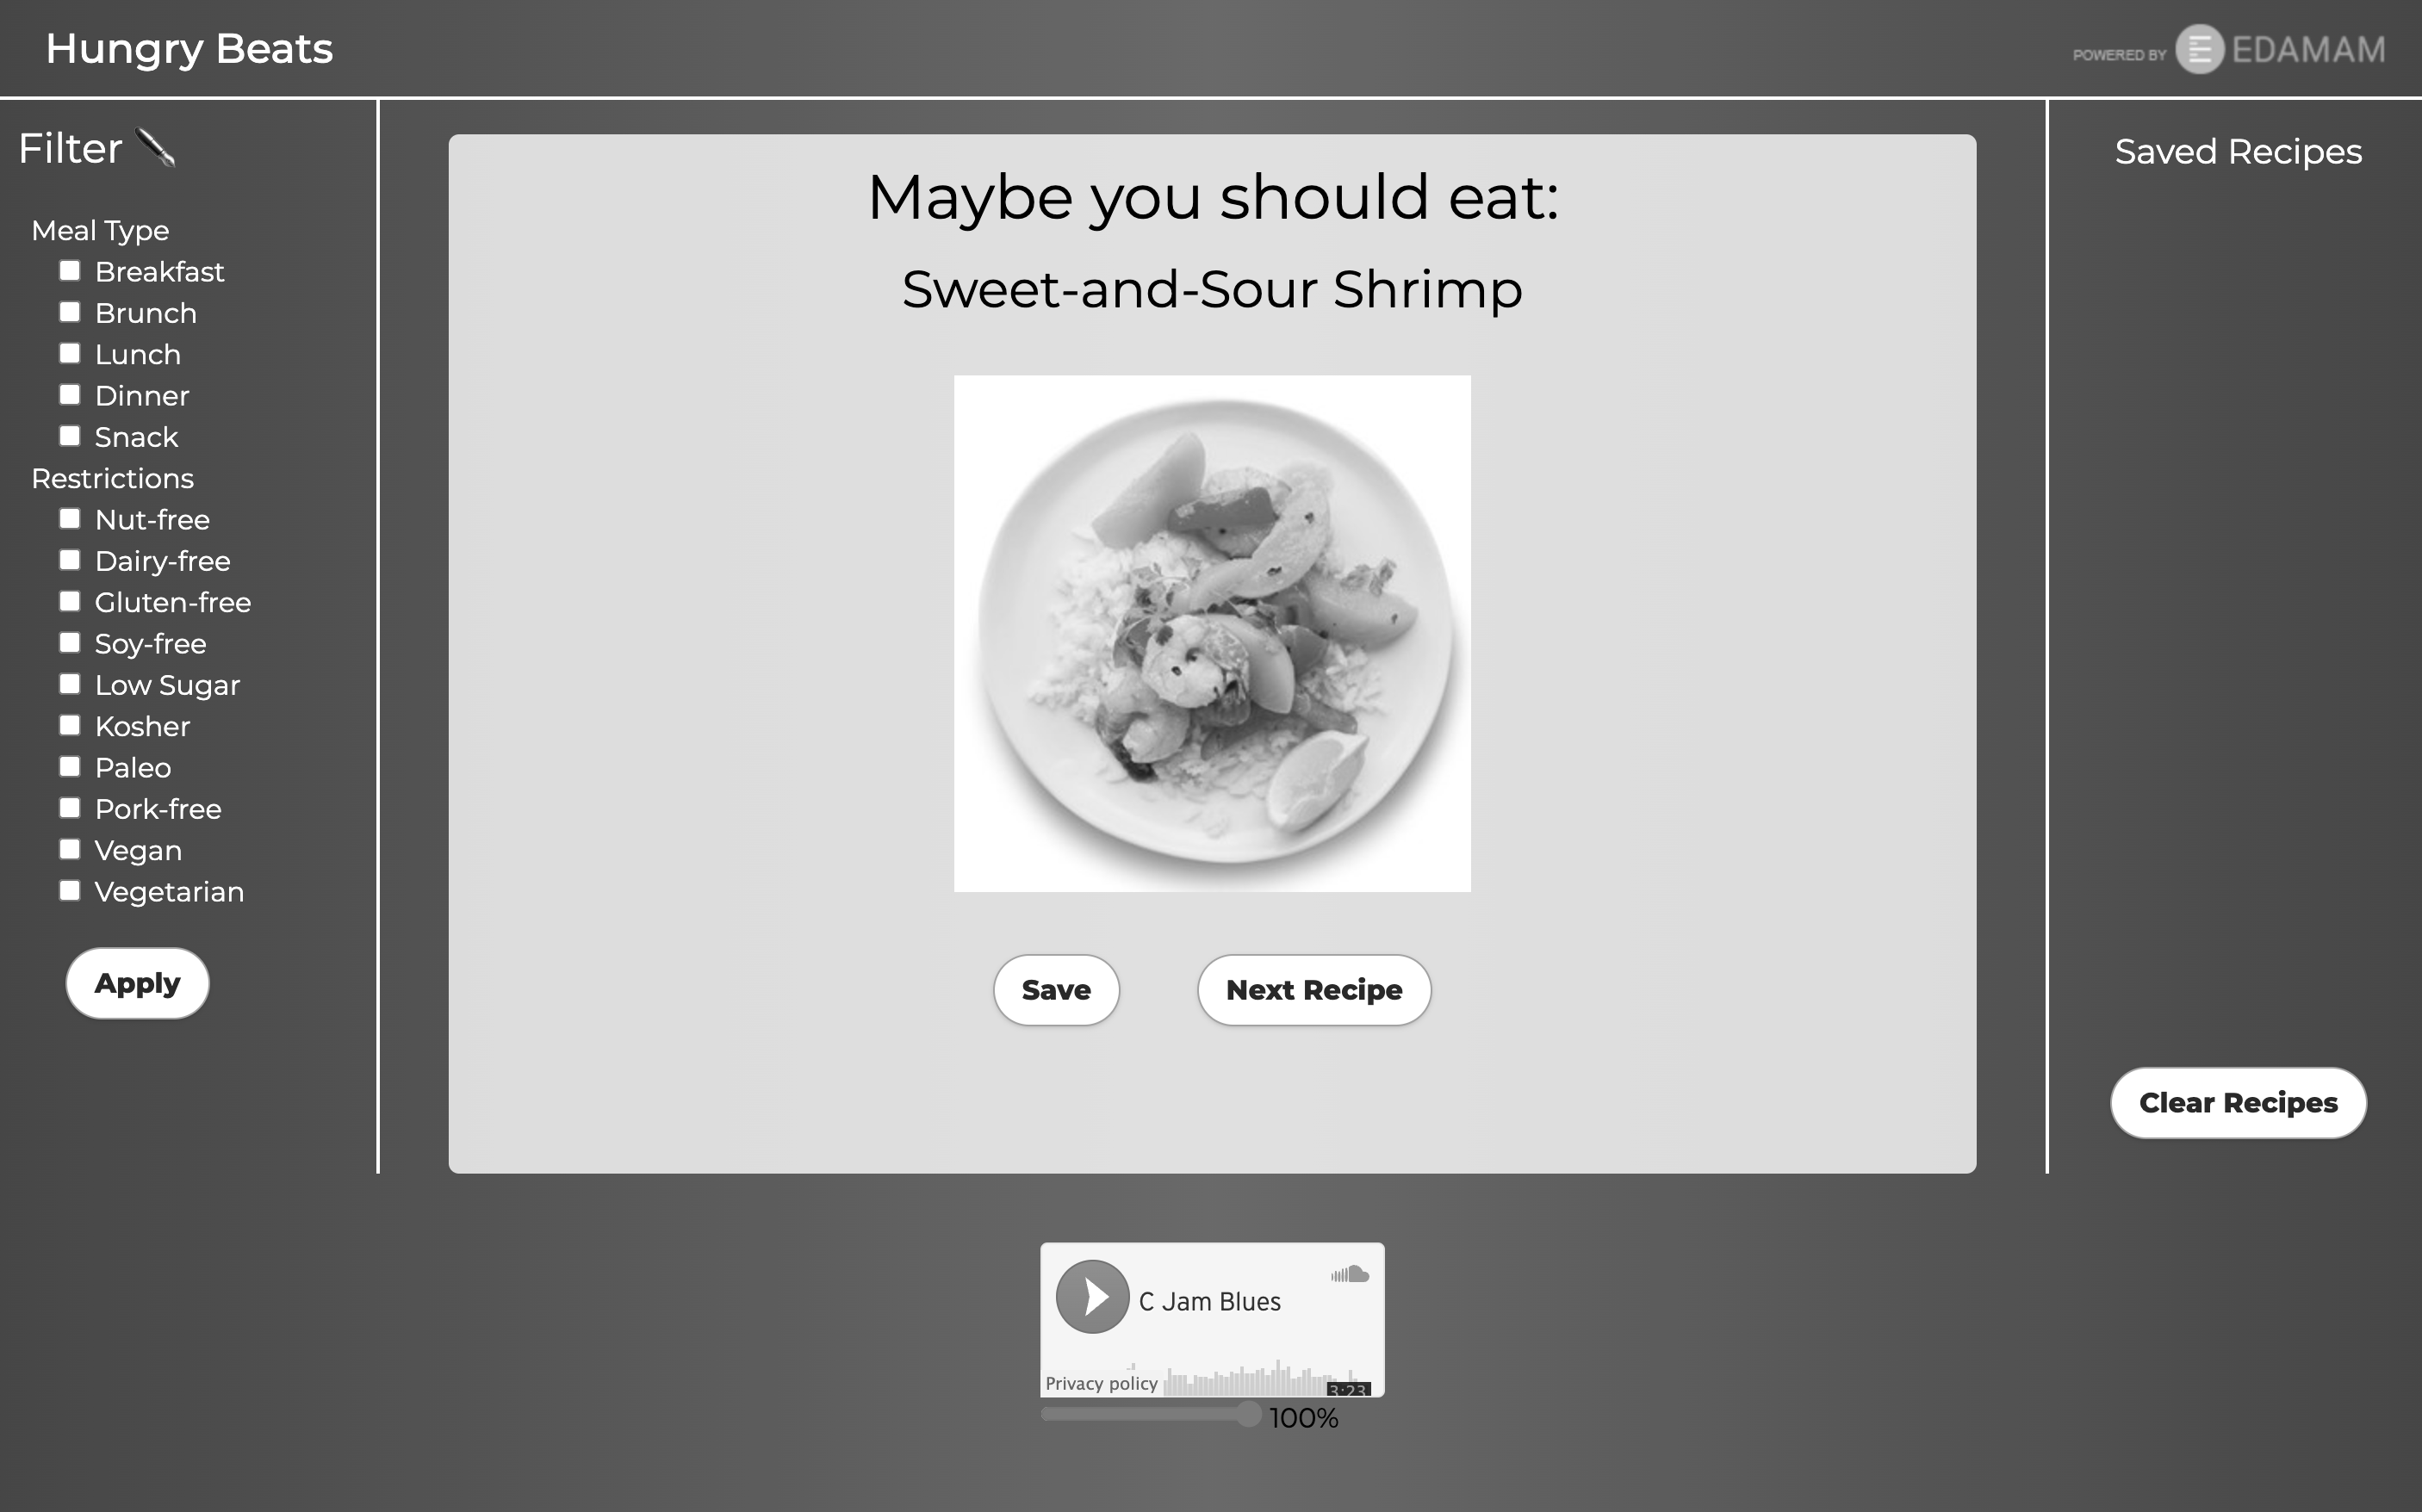 Hungry Beats
POWERED BY EDAMAM
Filter
Meal Type
Breakfast
Brunch
Lunch
Dinner
Snack
Restrictions
Nut-free
Dairy-free
Gluten-free
Soy-free
Low Sugar
Kosher
Paleo
Pork-free
Vegan
Vegetarian
Apply
Maybe you should eat:
Sweet-and-Sour Shrimp
Save
Next Recipe
Saved Recipes
Clear Recipes
C Jam Blues
Privacy policy
3:23
100%